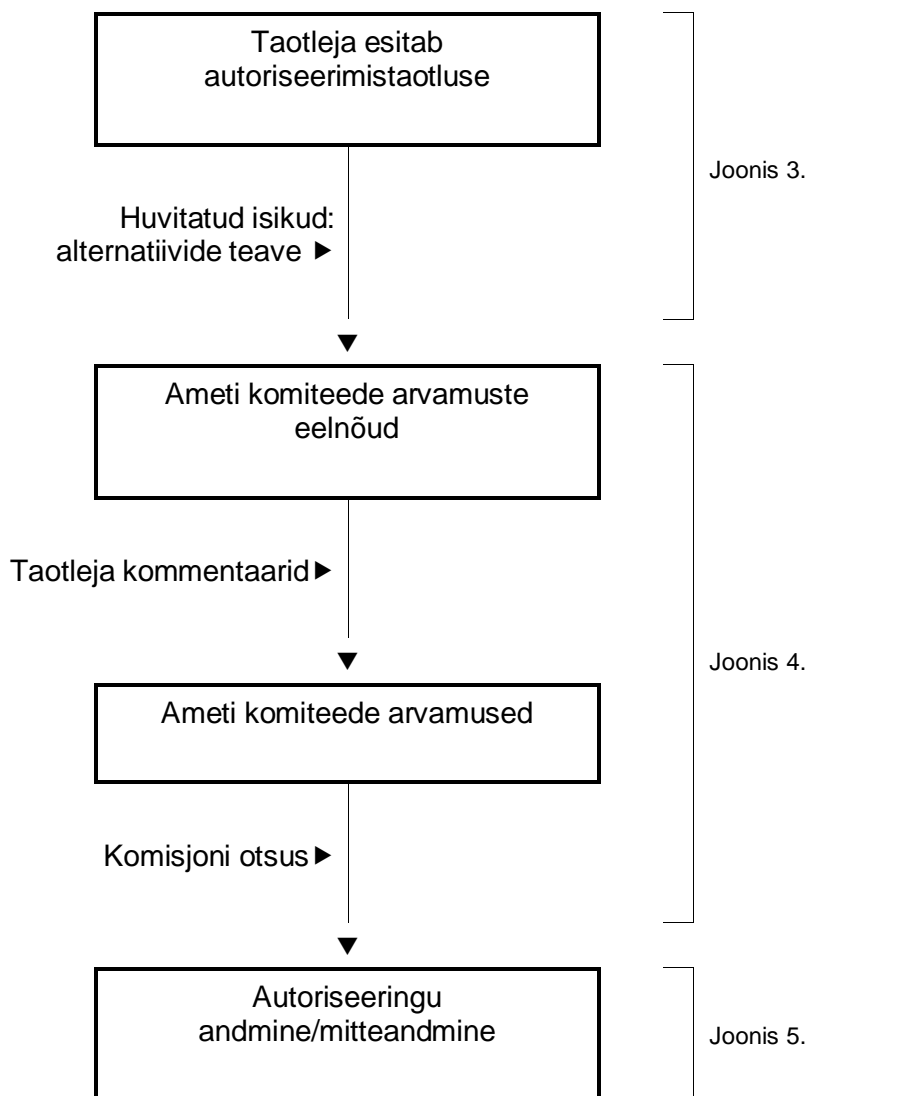 Taotleja esitab
autoriseerimistaotluse
Joonis 3.
Huvitatud isikud:
alternatiivide teave ►
▼
Ameti komiteede arvamuste
eelnõud
Taotleja kommentaarid►
Joonis 4.
▼
Ameti komiteede arvamused
Komisjoni otsus►
▼
Autoriseeringu
andmine/mitteandmine
Joonis 5.